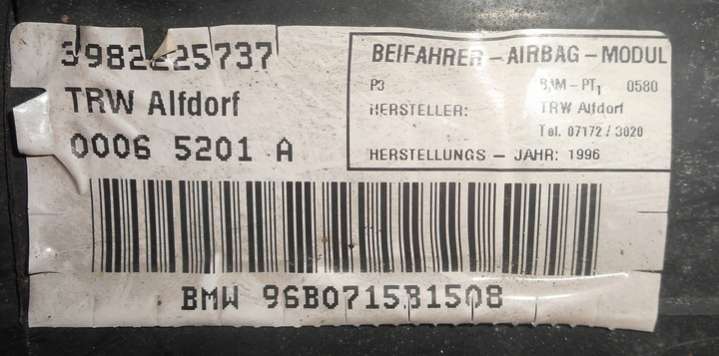 3982225737
TRW Alfdorf
0006 5201 A
BEIFAHRER - AIRBAG - MODUL
P3 BAM - PT1 0580
HERSTELLER: TRW Alfdorf
Tel. 07172 / 3020
HERSTELLUNGS - JAHR: 1996
BMW 96B0715B1508